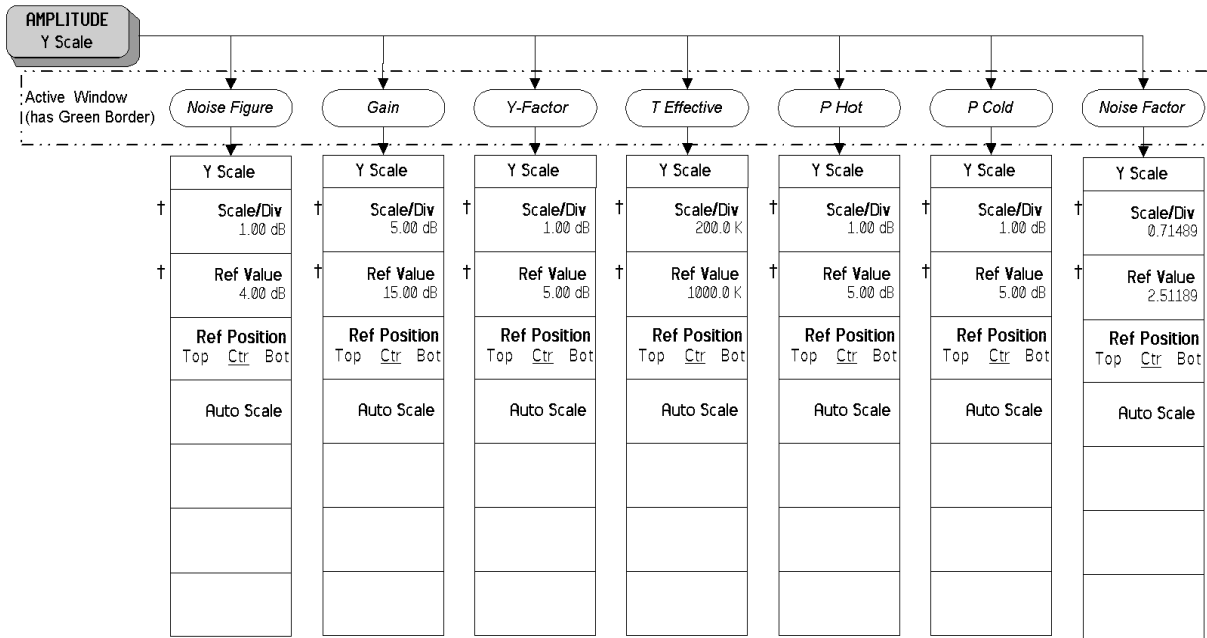 AMPLITUDE
Y Scale
Active Window
(has Green Border)
Noise Figure
Gain
Y-Factor
T Effective
P Hot
P Cold
Noise Factor
Y Scale
† Scale/Div
1.00 dB
† Ref Value
4.00 dB
Ref Position
Top Ctr Bot
Auto Scale
Y Scale
† Scale/Div
5.00 dB
† Ref Value
15.00 dB
Ref Position
Top Ctr Bot
Auto Scale
Y Scale
† Scale/Div
1.00 dB
† Ref Value
5.00 dB
Ref Position
Top Ctr Bot
Auto Scale
Y Scale
† Scale/Div
200.0 K
† Ref Value
1000.0 K
Ref Position
Top Ctr Bot
Auto Scale
Y Scale
† Scale/Div
1.00 dB
† Ref Value
5.00 dB
Ref Position
Top Ctr Bot
Auto Scale
Y Scale
† Scale/Div
1.00 dB
† Ref Value
5.00 dB
Ref Position
Top Ctr Bot
Auto Scale
Y Scale
† Scale/Div
0.71489
† Ref Value
2.51189
Ref Position
Top Ctr Bot
Auto Scale